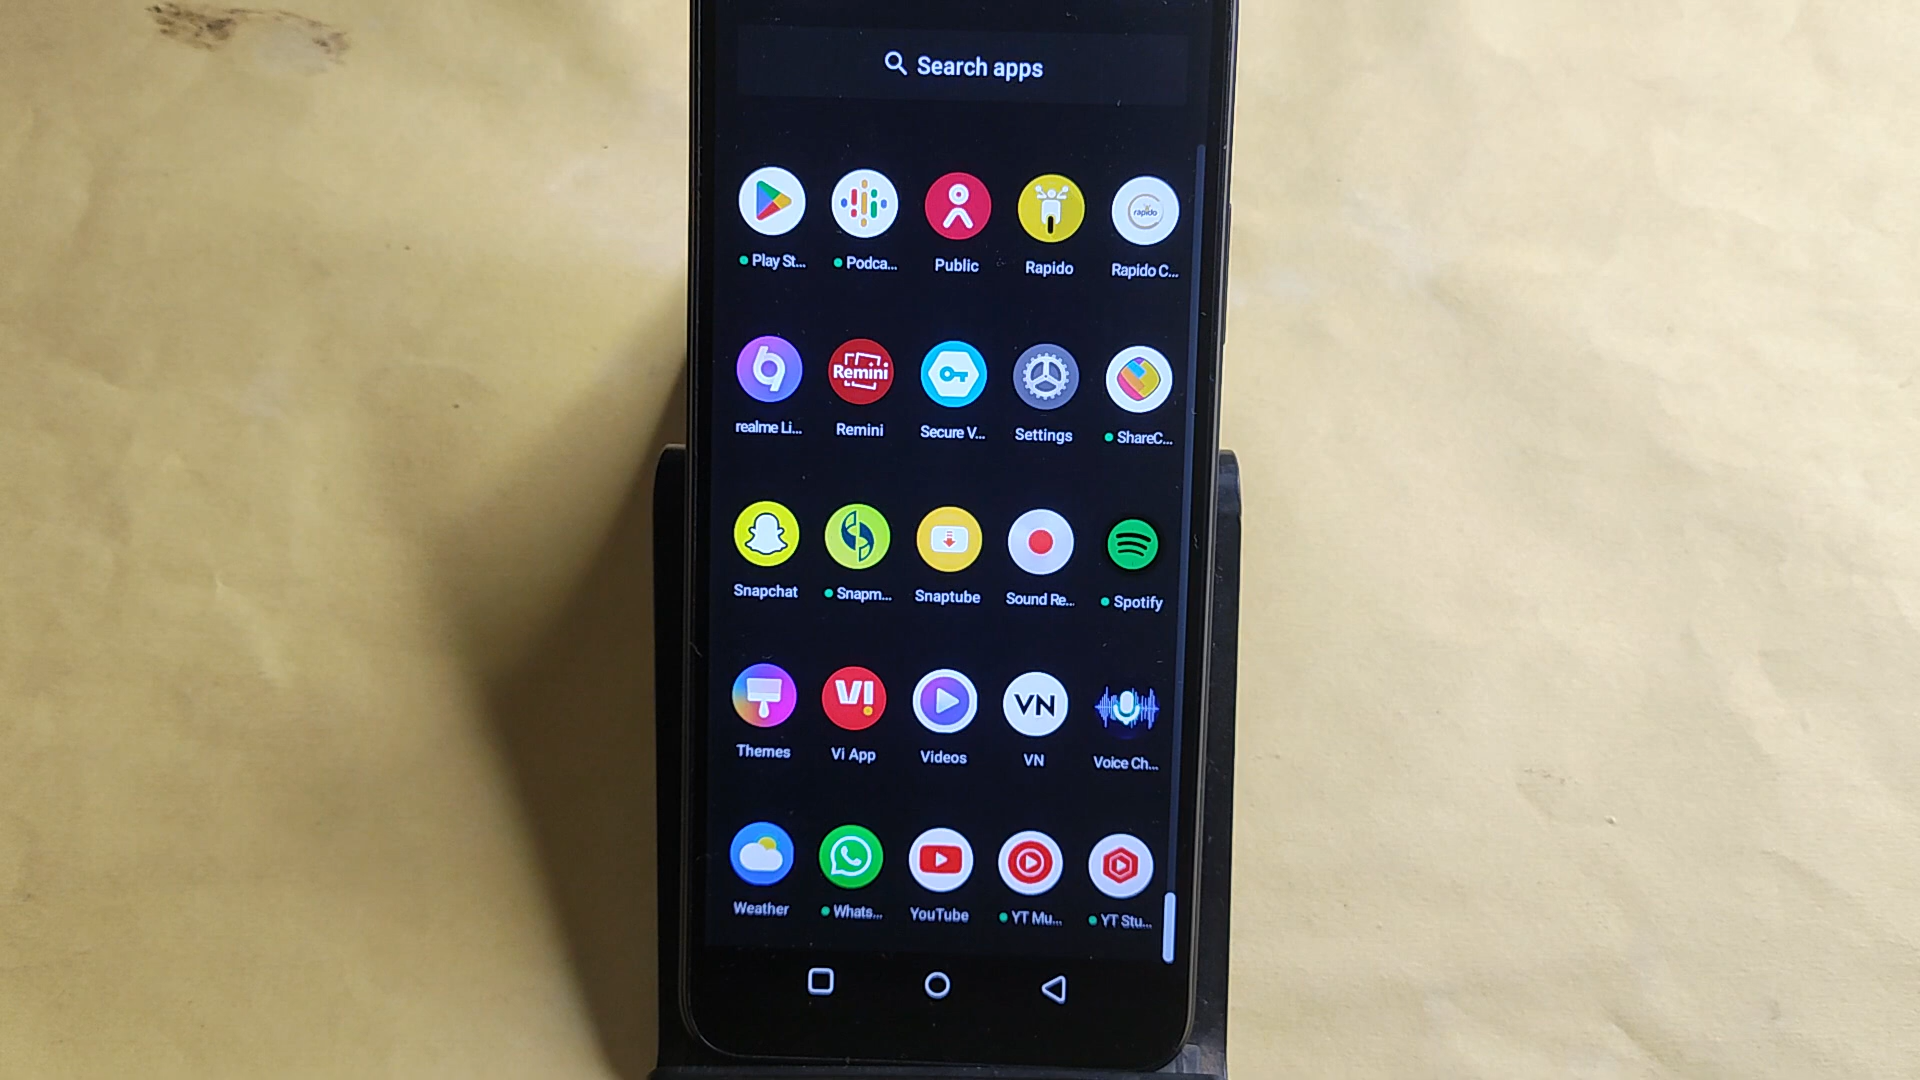 Search apps
Play St... Podca... Public Rapido Rapido C...
rapido
realme Li... Remini Secure V... Settings ShareC...
Remini
Snapchat Snapm... Snaptube Sound Re... Spotify
VI! VN
Themes Vi App Videos VN Voice Ch...
Weather Whats... YouTube YT Mu... YT Stu...